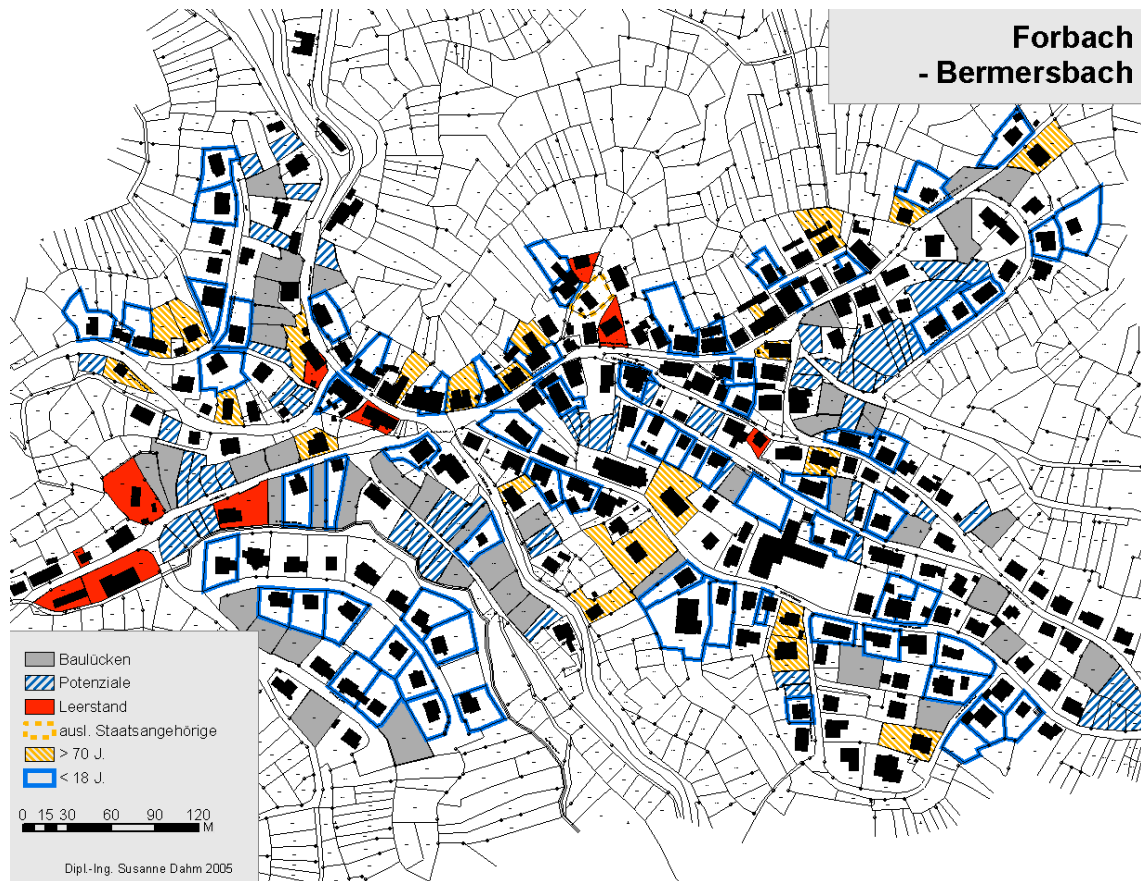 Forbach
- Bermersbach
Baulücken
Potenziale
Leerstand
ausl. Staatsangehörige
> 70 J.
< 18 J.
0 15 30 60 90 120
M
Dipl.-Ing. Susanne Dahm 2005